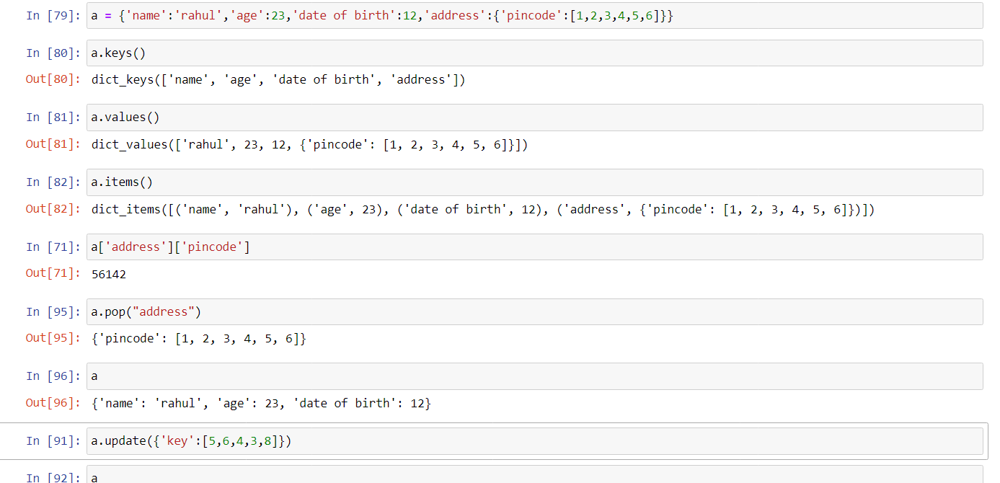 In [79]: a = {'name':'rahul','age':23,'date of birth':12,'address':{'pincode':[1,2,3,4,5,6]}}
In [80]: a.keys()
Out[80]: dict_keys(['name', 'age', 'date of birth', 'address'])
In [81]: a.values()
Out[81]: dict_values(['rahul', 23, 12, {'pincode': [1, 2, 3, 4, 5, 6]}])
In [82]: a.items()
Out[82]: dict_items([('name', 'rahul'), ('age', 23), ('date of birth', 12), ('address', {'pincode': [1, 2, 3, 4, 5, 6]})])
In [71]: a['address']['pincode']
Out[71]: 56142
In [95]: a.pop("address")
Out[95]: {'pincode': [1, 2, 3, 4, 5, 6]}
In [96]: a
Out[96]: {'name': 'rahul', 'age': 23, 'date of birth': 12}
In [91]: a.update({'key':[5,6,4,3,8]})
In [92]: a